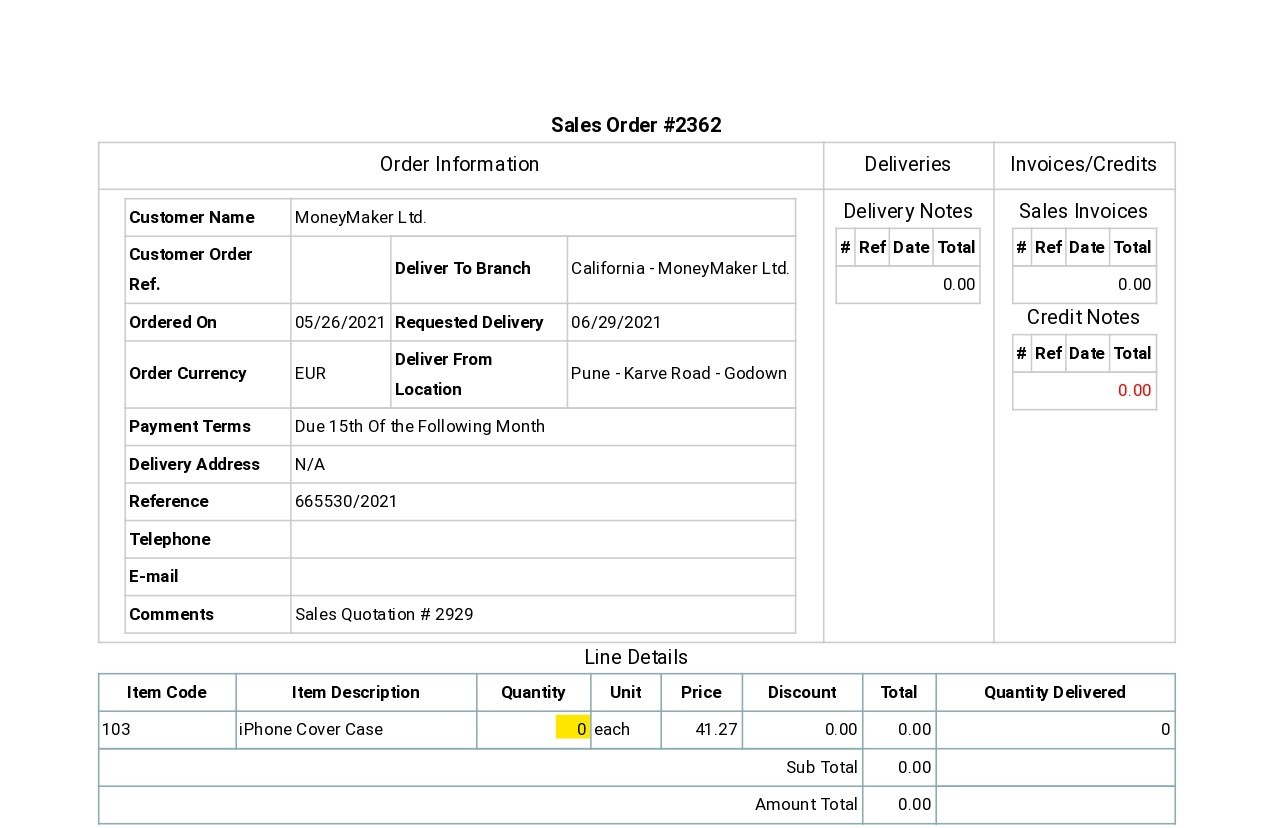 Sales Order #2362
Order Information
Deliveries
Invoices/Credits
Customer Name MoneyMaker Ltd.
Customer Order Ref. Deliver To Branch California - MoneyMaker Ltd.
Ordered On 05/26/2021 Requested Delivery 06/29/2021
Order Currency EUR Deliver From Location Pune - Karve Road - Godown
Payment Terms Due 15th Of the Following Month
Delivery Address N/A
Reference 665530/2021
Telephone
E-mail
Comments Sales Quotation # 2929
Delivery Notes
# Ref Date Total
0.00
Sales Invoices
# Ref Date Total
0.00
Credit Notes
# Ref Date Total
0.00
Line Details
Item Code Item Description Quantity Unit Price Discount Total Quantity Delivered
103 iPhone Cover Case 0 each 41.27 0.00 0.00 0
Sub Total 0.00
Amount Total 0.00